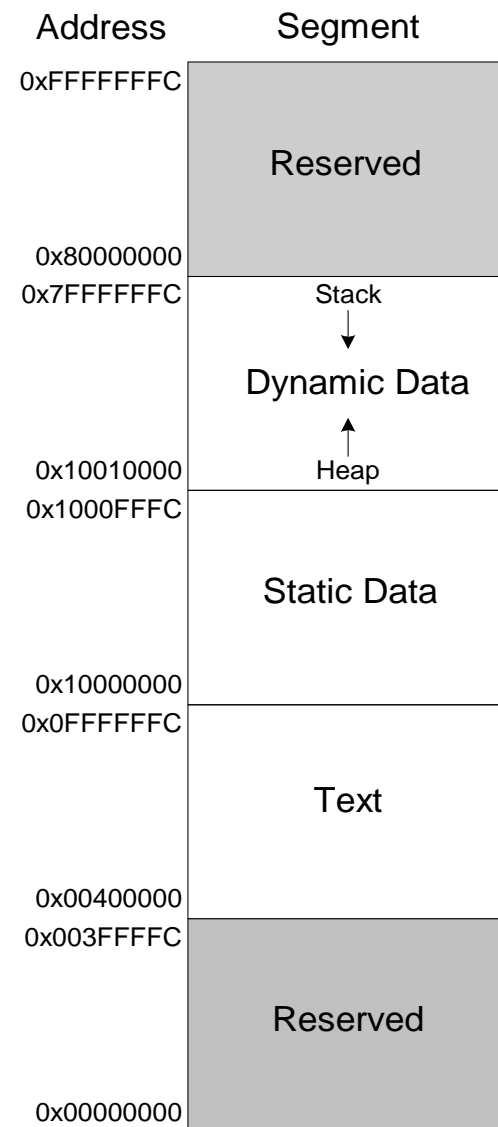 Address Segment
0xFFFFFFFC
Reserved
0x80000000
0x7FFFFFFC Stack
Dynamic Data
0x10010000 Heap
0x1000FFFC
Static Data
0x10000000
0x0FFFFFFC
Text
0x00400000
0x003FFFFC
Reserved
0x00000000